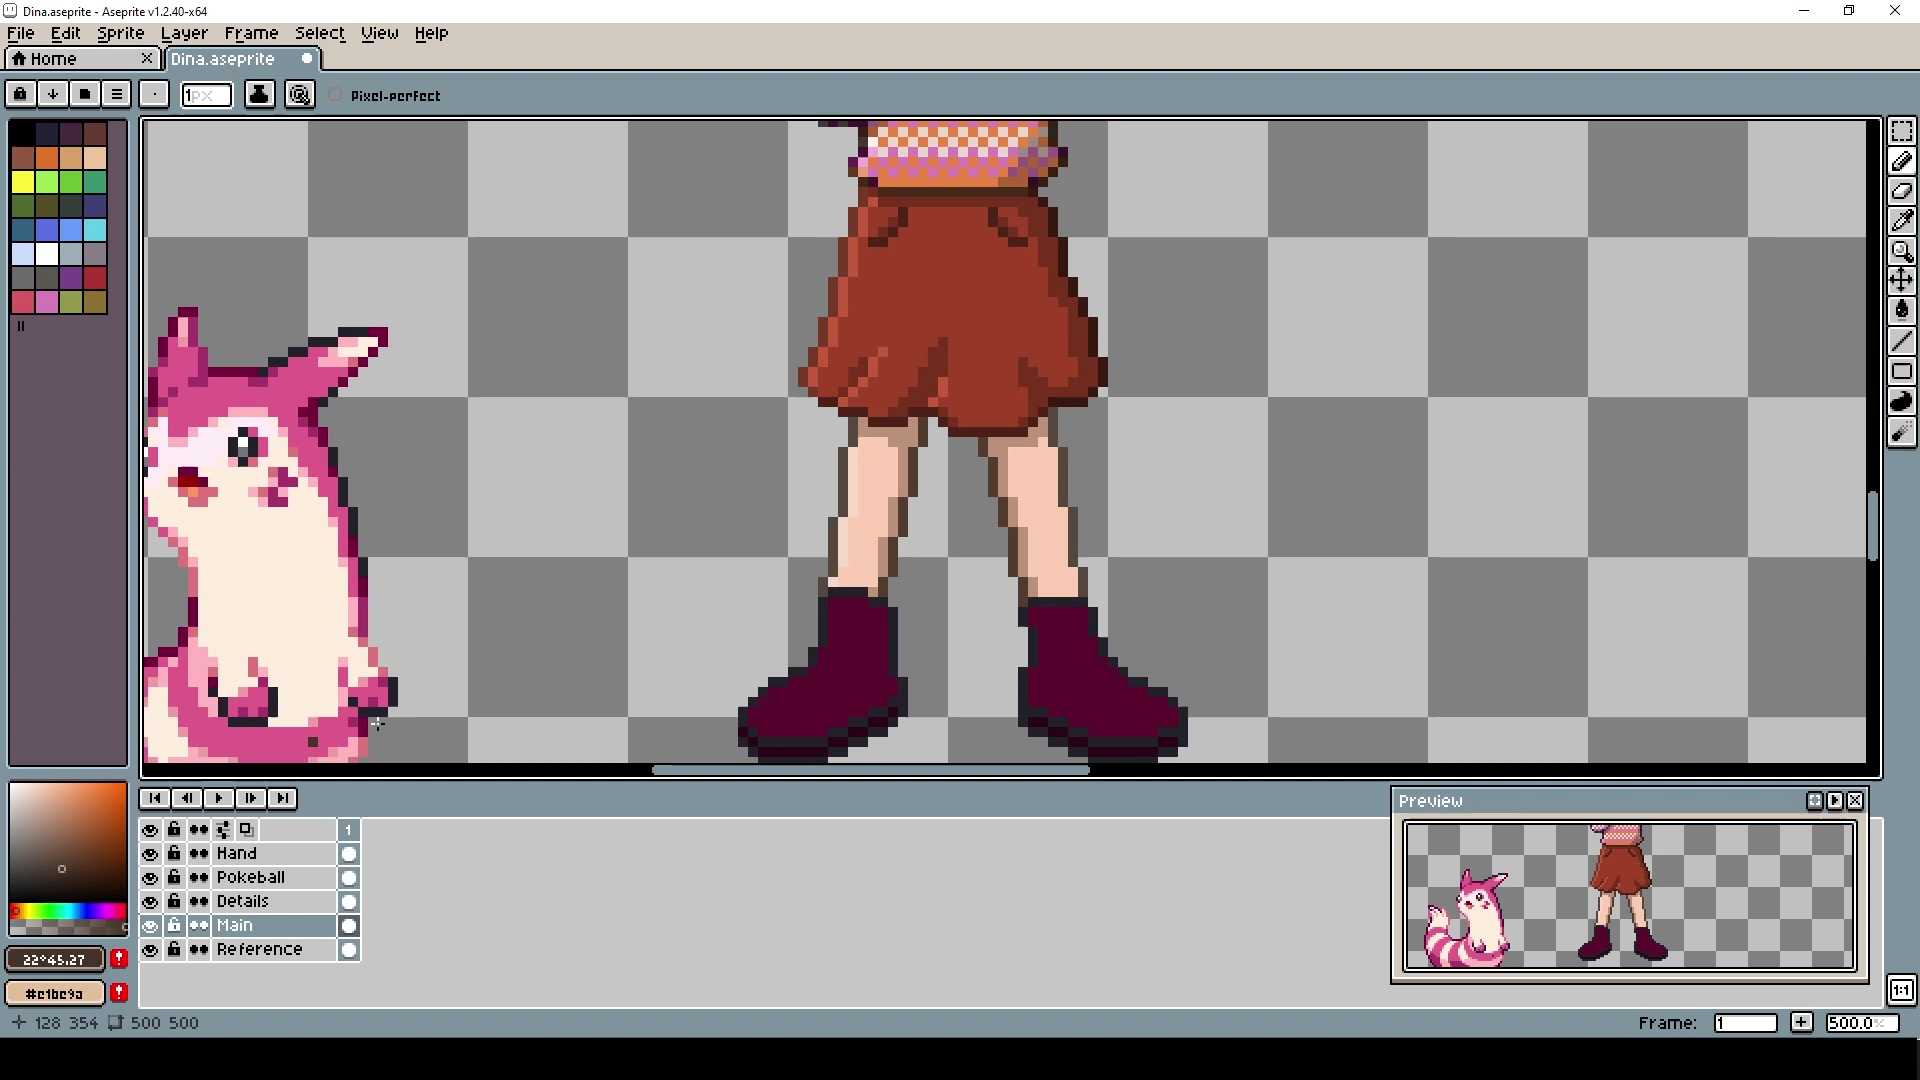 Dina.aseprite - Aseprite v1.2.40-x64
File Edit Sprite Layer Frame Select View Help
Home Dina.aseprite
1px Pixel-perfect
Preview
1
Hand
Pokeball
Details
Main
Reference
22°45.27
#e1bc9a
1:1
128 354 500 500
Frame: 1 500.0%